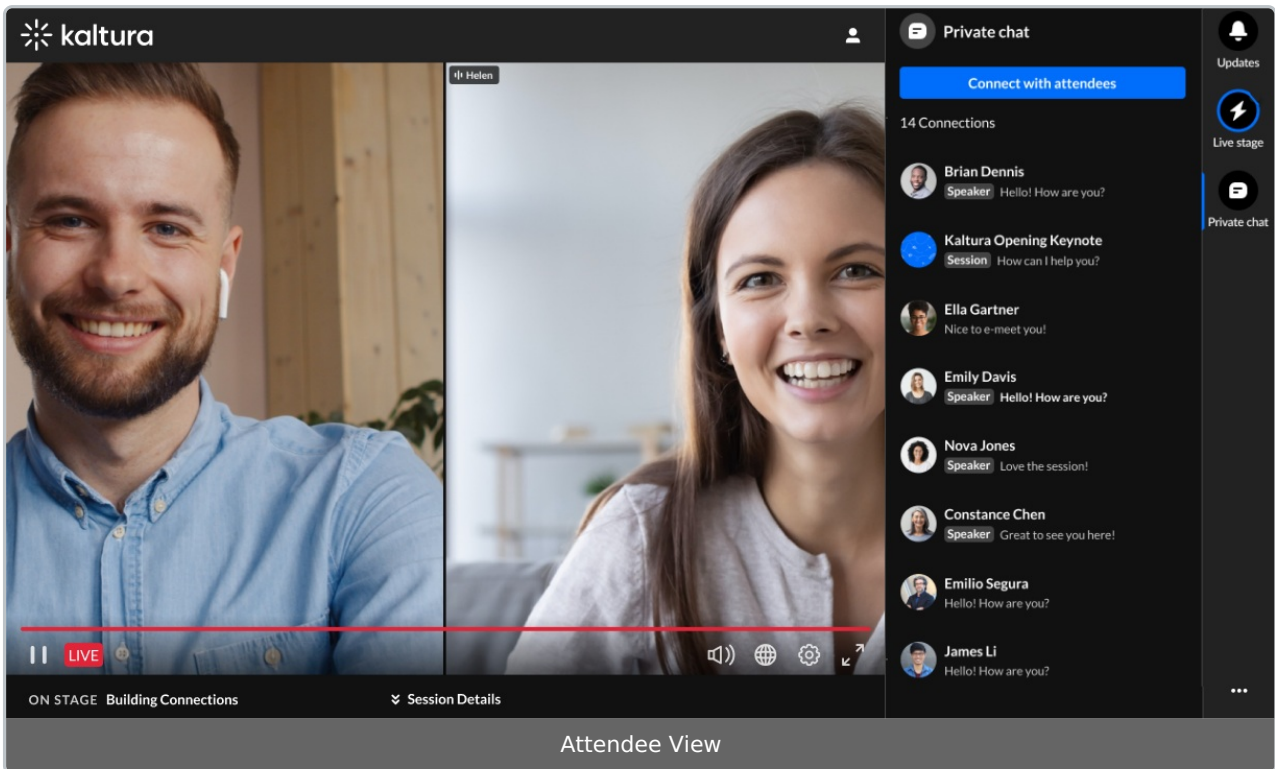 kaltura
Helen
LIVE
ON STAGE Building Connections
Session Details
Private chat
Connect with attendees
14 Connections
Brian Dennis
Speaker Hello! How are you?
Kaltura Opening Keynote
Session How can I help you?
Ella Gartner
Nice to e-meet you!
Emily Davis
Speaker Hello! How are you?
Nova Jones
Speaker Love the session!
Constance Chen
Speaker Great to see you here!
Emilio Segura
Hello! How are you?
James Li
Hello! How are you?
Updates
Live stage
Private chat
Attendee View